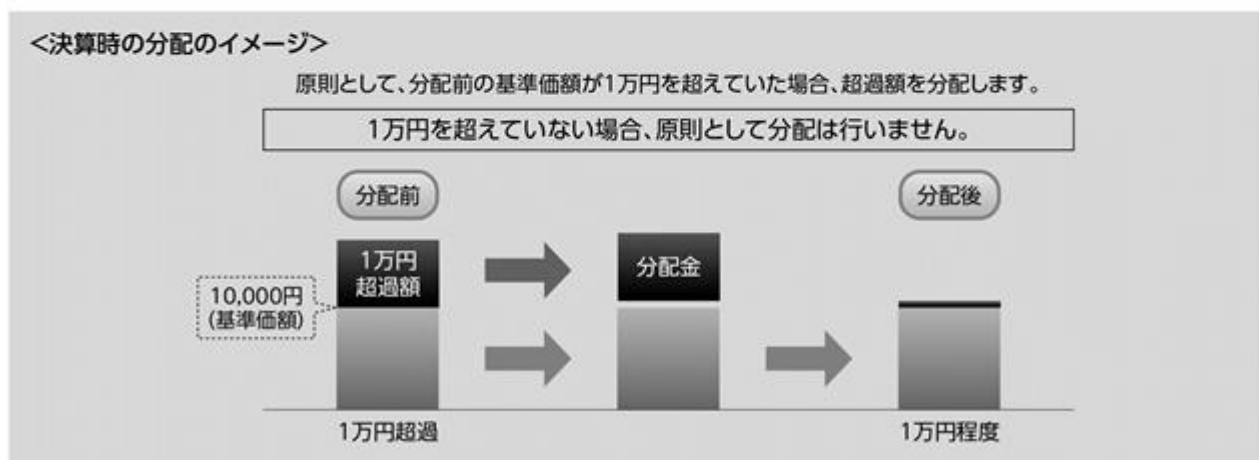 <決算時の分配のイメージ>
原則として、分配前の基準価額が1万円を超えていた場合、超過額を分配します。
1万円を超えていない場合、原則として分配は行いません。
分配前
分配後
1万円
超過額
分配金
10,000円
(基準価額)
1万円超過
1万円程度